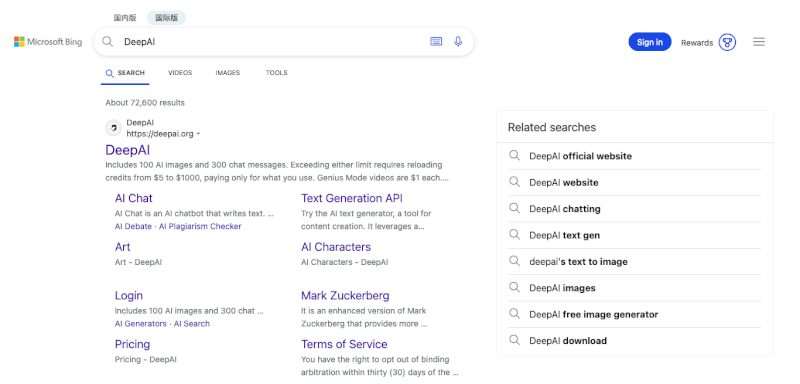 国内版 国际版
Microsoft Bing
DeepAI
Sign in
Rewards
SEARCH VIDEOS IMAGES TOOLS
About 72,600 results
DeepAI
https://deepai.org
DeepAI
Includes 100 AI images and 300 chat messages. Exceeding either limit requires reloading
credits from $5 to $1000, paying only for what you use. Genius Mode videos are $1 each....
AI Chat
AI Chat is an AI chatbot that writes text. ...
AI Debate · AI Plagiarism Checker
Text Generation API
Try the AI text generator, a tool for
content creation. It leverages a...
Art
Art - DeepAI
AI Characters
AI Characters - DeepAI
Login
Includes 100 AI images and 300 chat ...
AI Generators · AI Search
Mark Zuckerberg
It is an enhanced version of Mark
Zuckerberg that provides more ...
Pricing
Pricing - DeepAI
Terms of Service
You have the right to opt out of binding
arbitration within thirty (30) days of the ...
Related searches
DeepAI official website
DeepAI website
DeepAI chatting
DeepAI text gen
deepai's text to image
DeepAI images
DeepAI free image generator
DeepAI download